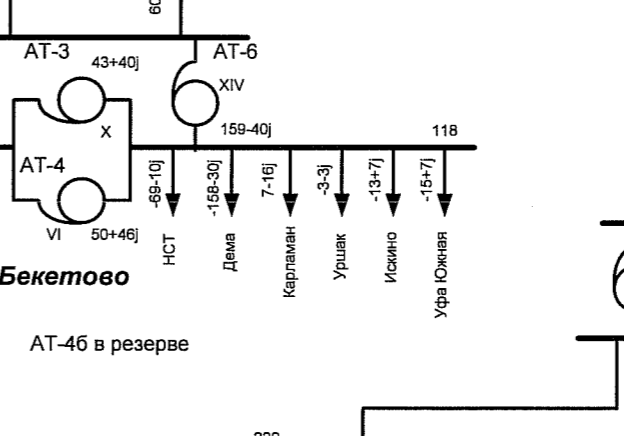 60
АТ-3
АТ-6
43+40j
XIV
X
159-40j
118
АТ-4
-69-10j
-158-30j
7-16j
-3-3j
-13+7j
-15+7j
VI
50+46j
НСТ
Дема
Карламан
Уршак
Искино
Уфа Южная
Бекетово
АТ-4б в резерве